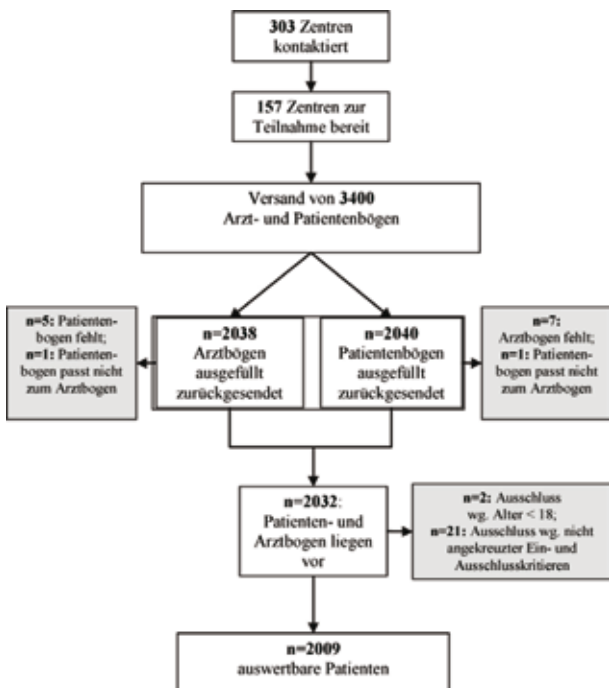 303 Zentren
kontaktiert
157 Zentren zur
Teilnahme bereit
Versand von 3400
Arzt- und Patientenbögen
n=5: Patienten-
bogen fehlt;
n=1: Patienten-
bogen passt nicht
zum Arztbogen
n=2038
Arztbögen
ausgefüllt
zurückgesendet
n=2040
Patientenbögen
ausgefüllt
zurückgesendet
n=7:
Arztbogen fehlt;
n=1: Patienten-
bogen passt nicht
zum Arztbogen
n=2032:
Patienten- und
Arztbogen liegen
vor
n=2: Ausschluss
wg. Alter < 18;
n=21: Ausschluss wg. nicht
angekreuzter Ein- und
Ausschlusskritieren
n=2009
auswertbare Patienten